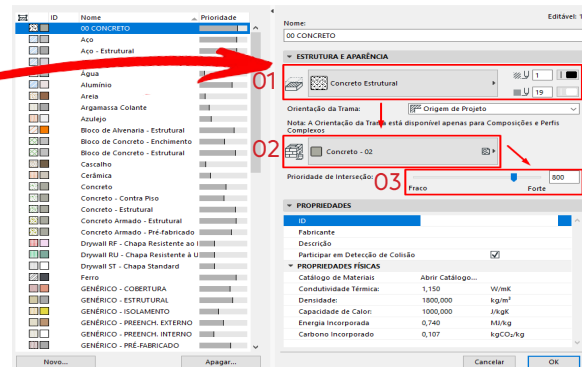 ID Nome Prioridade
00 CONCRETO
Aço
Aço - Estrutural
Água
Alumínio
Areia
Argamassa Colante
Azulejo
Bloco de Alvenaria - Estrutural
Bloco de Concreto - Enchimento
Bloco de Concreto - Estrutural
Cascalho
Cerâmica
Concreto
Concreto - Contra Piso
Concreto - Estrutural
Concreto Armado - Estrutural
Concreto Armado - Pré-fabricado
Drywall RF - Chapa Resistente ao
Drywall RU - Chapa Resistente à U
Drywall ST - Chapa Standard
Ferro
GENÉRICO - COBERTURA
GENÉRICO - ESTRUTURAL
GENÉRICO - ISOLAMENTO
GENÉRICO - PREENCH. EXTERNO
GENÉRICO - PREENCH. INTERNO
GENÉRICO - PRÉ-FABRICADO
Novo... Apagar...
Editável: 1
Nome:
00 CONCRETO
ESTRUTURA E APARÊNCIA
01 Concreto Estrutural 1
19
Orientação da Trama: Origem de Projeto
Nota: A Orientação da Trama está disponível apenas para Composições e Perfis
Complexos
02 Concreto - 02
Prioridade de Interseção: 03 800
Fraco Forte
PROPRIEDADES
ID
Fabricante
Descrição
Participar em Detecção de Colisão
PROPRIEDADES FÍSICAS
Catálogo de Materiais Abrir Catálogo...
Condutividade Térmica: 1,150 W/mK
Densidade: 1800,000 kg/m³
Capacidade de Calor: 1000,000 J/kgK
Energia Incorporada 0,740 MJ/kg
Carbono Incorporado 0,107 kgCO₂/kg
Cancelar OK